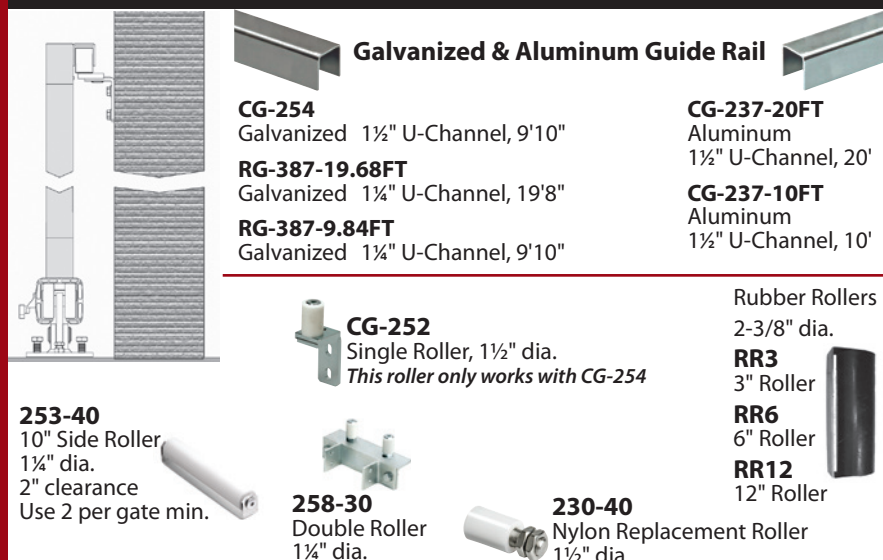 Galvanized & Aluminum Guide Rail
CG-254
Galvanized 1½" U-Channel, 9'10"
RG-387-19.68FT
Galvanized 1¼" U-Channel, 19'8"
RG-387-9.84FT
Galvanized 1¼" U-Channel, 9'10"
CG-237-20FT
Aluminum
1½" U-Channel, 20'
CG-237-10FT
Aluminum
1½" U-Channel, 10'
CG-252
Single Roller, 1½" dia.
This roller only works with CG-254
Rubber Rollers
2-3/8" dia.
RR3
3" Roller
RR6
6" Roller
RR12
12" Roller
253-40
10" Side Roller
1¼" dia.
2" clearance
Use 2 per gate min.
258-30
Double Roller
1¼" dia.
230-40
Nylon Replacement Roller
1½" dia.